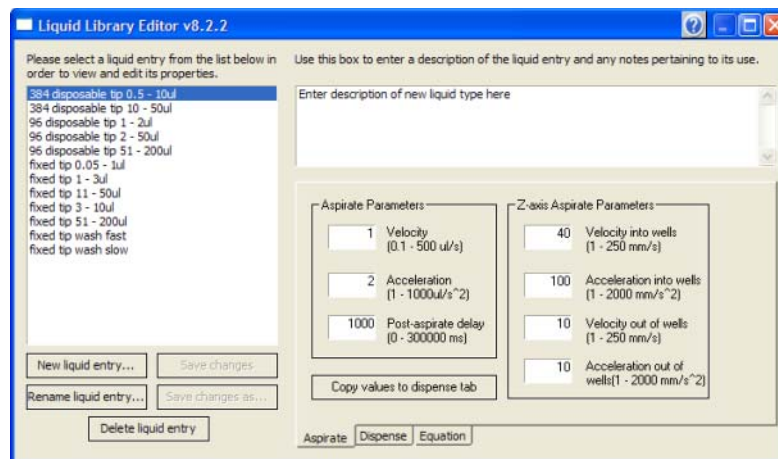 Liquid Library Editor v8.2.2
?
Please select a liquid entry from the list below in
order to view and edit its properties.
384 disposable tip 0.5 - 10ul
384 disposable tip 10 - 50ul
96 disposable tip 1 - 2ul
96 disposable tip 2 - 50ul
96 disposable tip 51 - 200ul
fixed tip 0.05 - 1ul
fixed tip 1 - 3ul
fixed tip 11 - 50ul
fixed tip 3 - 10ul
fixed tip 51 - 200ul
fixed tip wash fast
fixed tip wash slow
New liquid entry...
Save changes
Rename liquid entry...
Save changes as...
Delete liquid entry
Use this box to enter a description of the liquid entry and any notes pertaining to its use.
Enter description of new liquid type here
Aspirate Parameters
1 Velocity
(0.1 - 500 ul/s)
2 Acceleration
(1 - 1000ul/s^2)
1000 Post-aspirate delay
(0 - 300000 ms)
Copy values to dispense tab
Z-axis Aspirate Parameters
40 Velocity into wells
(1 - 250 mm/s)
100 Acceleration into wells
(1 - 2000 mm/s^2)
10 Velocity out of wells
(1 - 250 mm/s)
10 Acceleration out of
wells(1 - 2000 mm/s^2)
Aspirate
Dispense
Equation